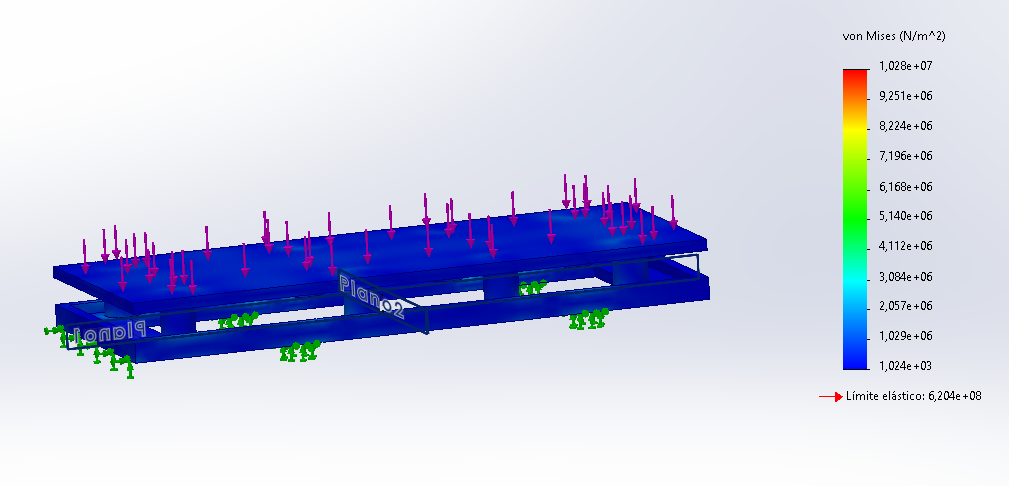 von Mises (N/m^2)
1,028e+07
9,251e+06
8,224e+06
7,196e+06
6,168e+06
5,140e+06
4,112e+06
3,084e+06
2,057e+06
1,029e+06
1,024e+03
Límite elástico: 6,204e+08
Plano2
Plano1